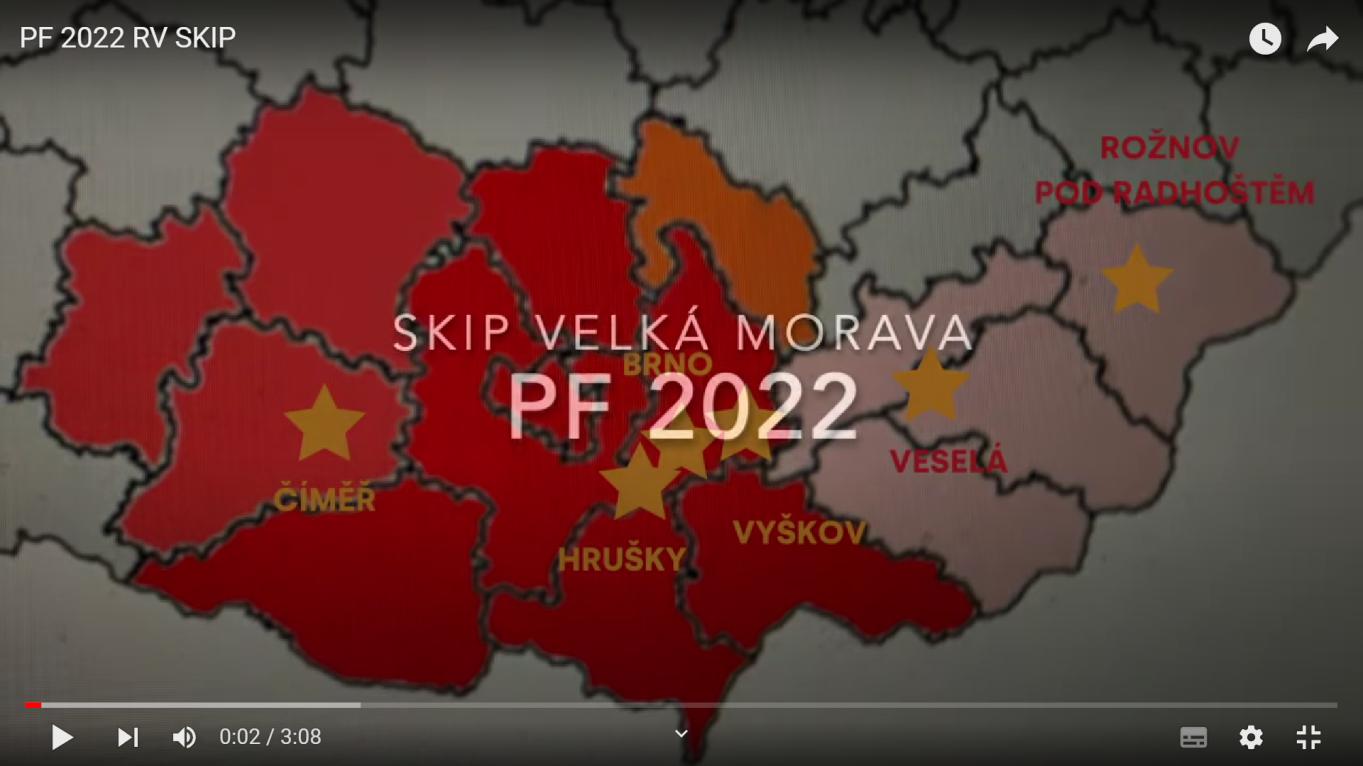 PF 2022 RV SKIP
ROŽNOV
POD RADHOŠTĚM
SKIP VELKÁ MORAVA
BRNO
PF 2022
VESELÁ
ČÍMĚŘ
VYŠKOV
HRUŠKY
0:02 / 3:08